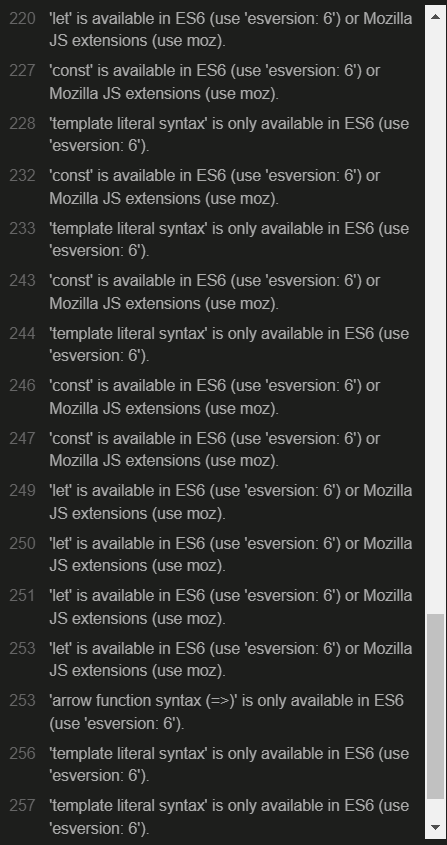 220 'let' is available in ES6 (use 'esversion: 6') or Mozilla
JS extensions (use moz).
227 'const' is available in ES6 (use 'esversion: 6') or
Mozilla JS extensions (use moz).
228 'template literal syntax' is only available in ES6 (use
'esversion: 6').
232 'const' is available in ES6 (use 'esversion: 6') or
Mozilla JS extensions (use moz).
233 'template literal syntax' is only available in ES6 (use
'esversion: 6').
243 'const' is available in ES6 (use 'esversion: 6') or
Mozilla JS extensions (use moz).
244 'template literal syntax' is only available in ES6 (use
'esversion: 6').
246 'const' is available in ES6 (use 'esversion: 6') or
Mozilla JS extensions (use moz).
247 'const' is available in ES6 (use 'esversion: 6') or
Mozilla JS extensions (use moz).
249 'let' is available in ES6 (use 'esversion: 6') or Mozilla
JS extensions (use moz).
250 'let' is available in ES6 (use 'esversion: 6') or Mozilla
JS extensions (use moz).
251 'let' is available in ES6 (use 'esversion: 6') or Mozilla
JS extensions (use moz).
253 'let' is available in ES6 (use 'esversion: 6') or Mozilla
JS extensions (use moz).
253 'arrow function syntax (=>)' is only available in ES6
(use 'esversion: 6').
256 'template literal syntax' is only available in ES6 (use
'esversion: 6').
257 'template literal syntax' is only available in ES6 (use
'esversion: 6').